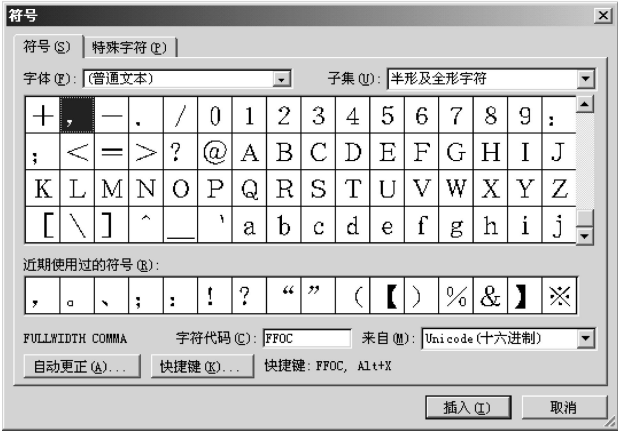 符号
符号(S) 特殊字符(P)
字体(F): (普通文本) 子集(U): 半形及全形字符
＋ ， － ． ／ ０ １ ２ ３ ４ ５ ６ ７ ８ ９ ：
； ＜ ＝ ＞ ？ ＠ Ａ Ｂ Ｃ Ｄ Ｅ Ｆ Ｇ Ｈ Ｉ Ｊ
Ｋ Ｌ Ｍ Ｎ Ｏ Ｐ Ｑ Ｒ Ｓ Ｔ Ｕ Ｖ Ｗ Ｘ Ｙ Ｚ
［ ＼ ］ ＾ ＿ ｀ ａ ｂ ｃ ｄ ｅ ｆ ｇ ｈ ｉ ｊ
近期使用过的符号(R):
， 。 、 ； ： ！ ？ “ ” （ 【 ） ％ ＆ 】 ※
FULLWIDTH COMMA 字符代码(C): FF0C 来自(M): Unicode(十六进制)
自动更正(A)... 快捷键(K)... 快捷键: FF0C, Alt+X
插入(I) 取消